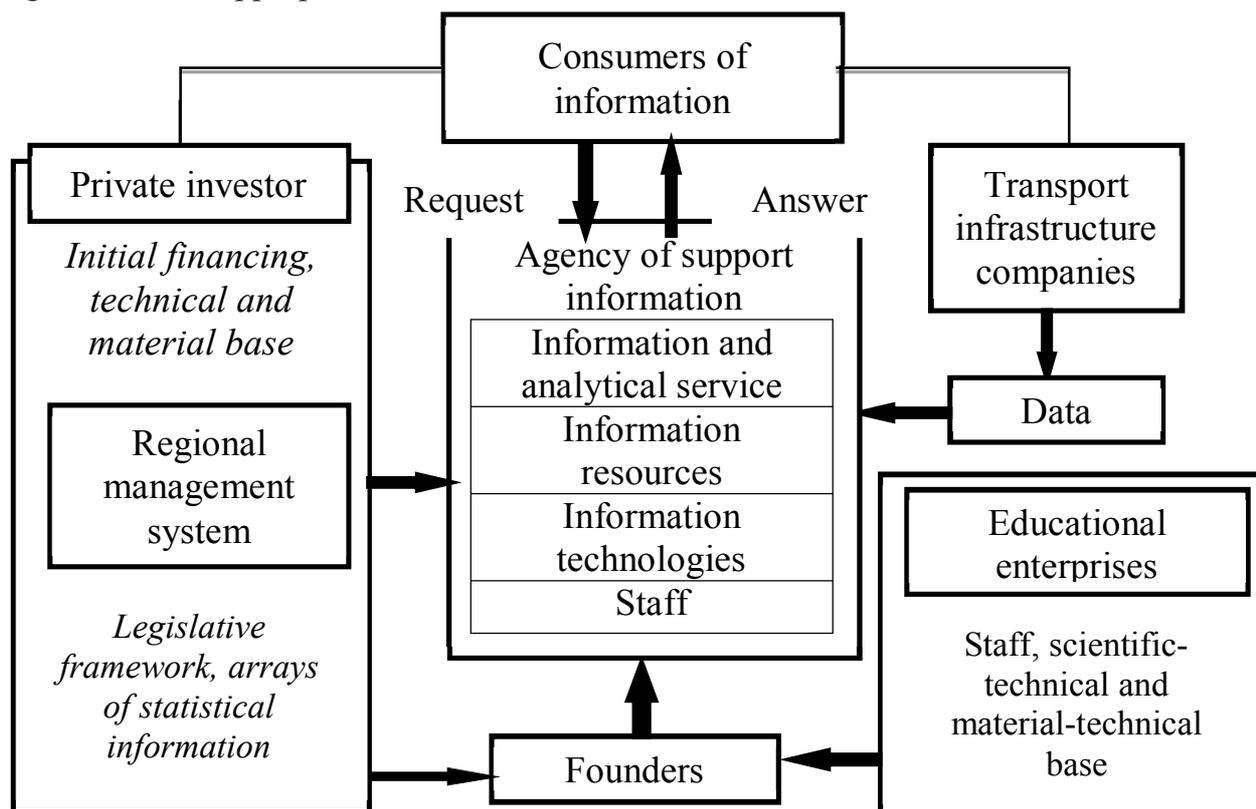 Consumers of
information
Private investor
Request
Answer
Transport
infrastructure
companies
Initial financing,
technical and
material base
Agency of support
information
Information and
analytical service
Information
resources
Information
technologies
Staff
Data
Regional
management
system
Educational
enterprises
Legislative
framework, arrays
of statistical
information
Staff, scientific-
technical and
material-technical
base
Founders